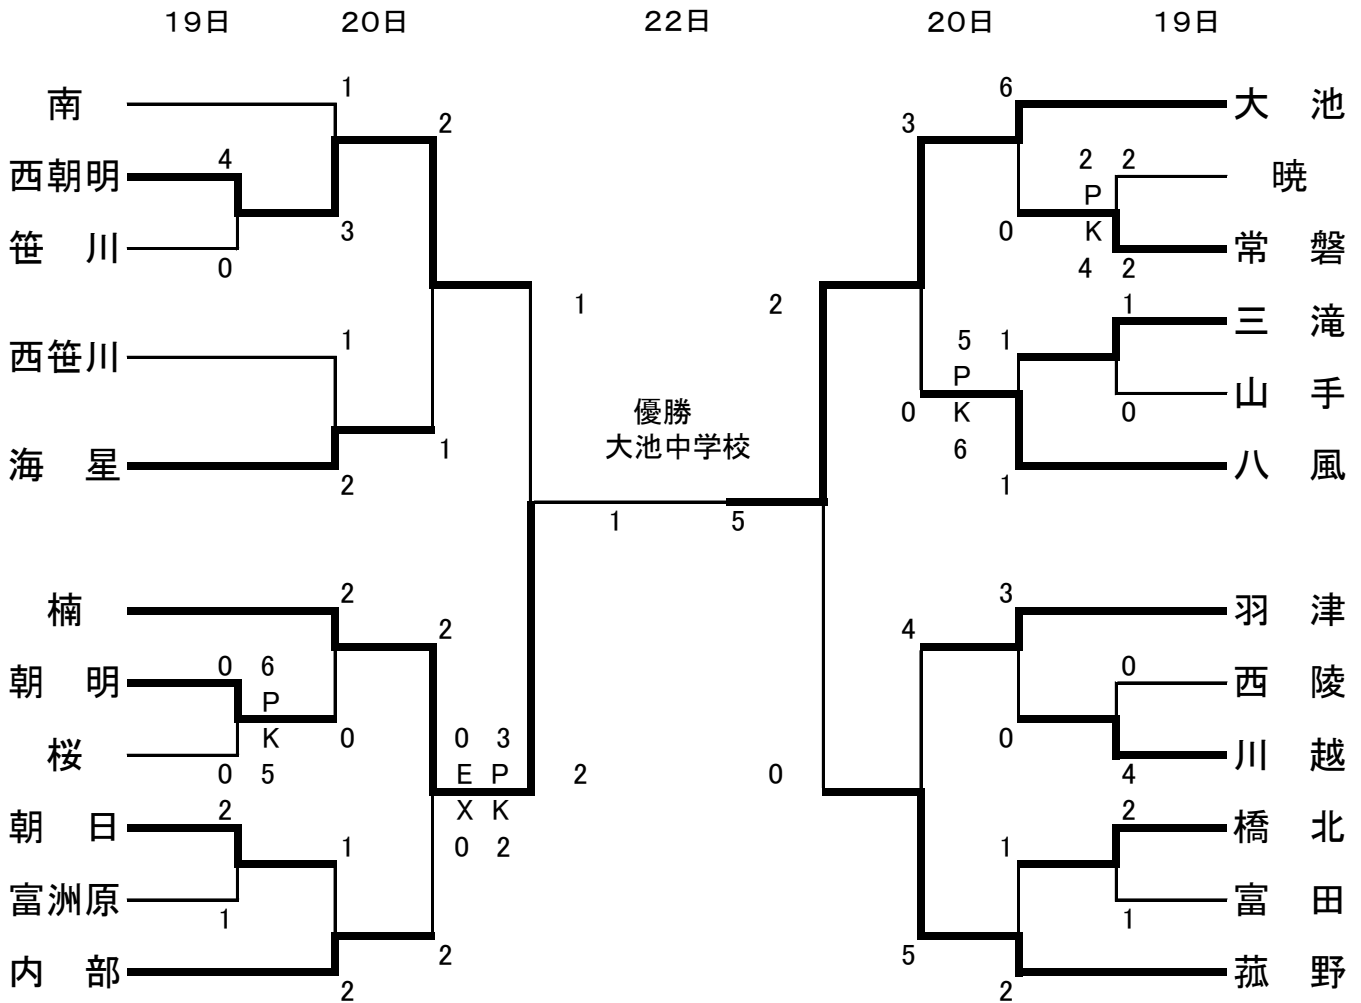 19日 20日 22日 20日 19日
南 1 2 3 6 大 池
西朝明 4 2 2 暁
P
笹 川 0 3 0 K 常 磐
4 2
1 2 1 三 滝
西笹川 1 5 1
P
優勝 0 K 0 山 手
大池中学校
海 星 2 1 6 1 八 風
1 5
楠 2 2 4 3 羽 津
朝 明 0 6 0 西 陵
P
桜 K 0 0 3 0 川 越
0 5 E P 2 0 4
朝 日 2 X K 2 橋 北
1 0 2 1
富洲原 1 1 富 田
内 部 2 2 5 2 菰 野